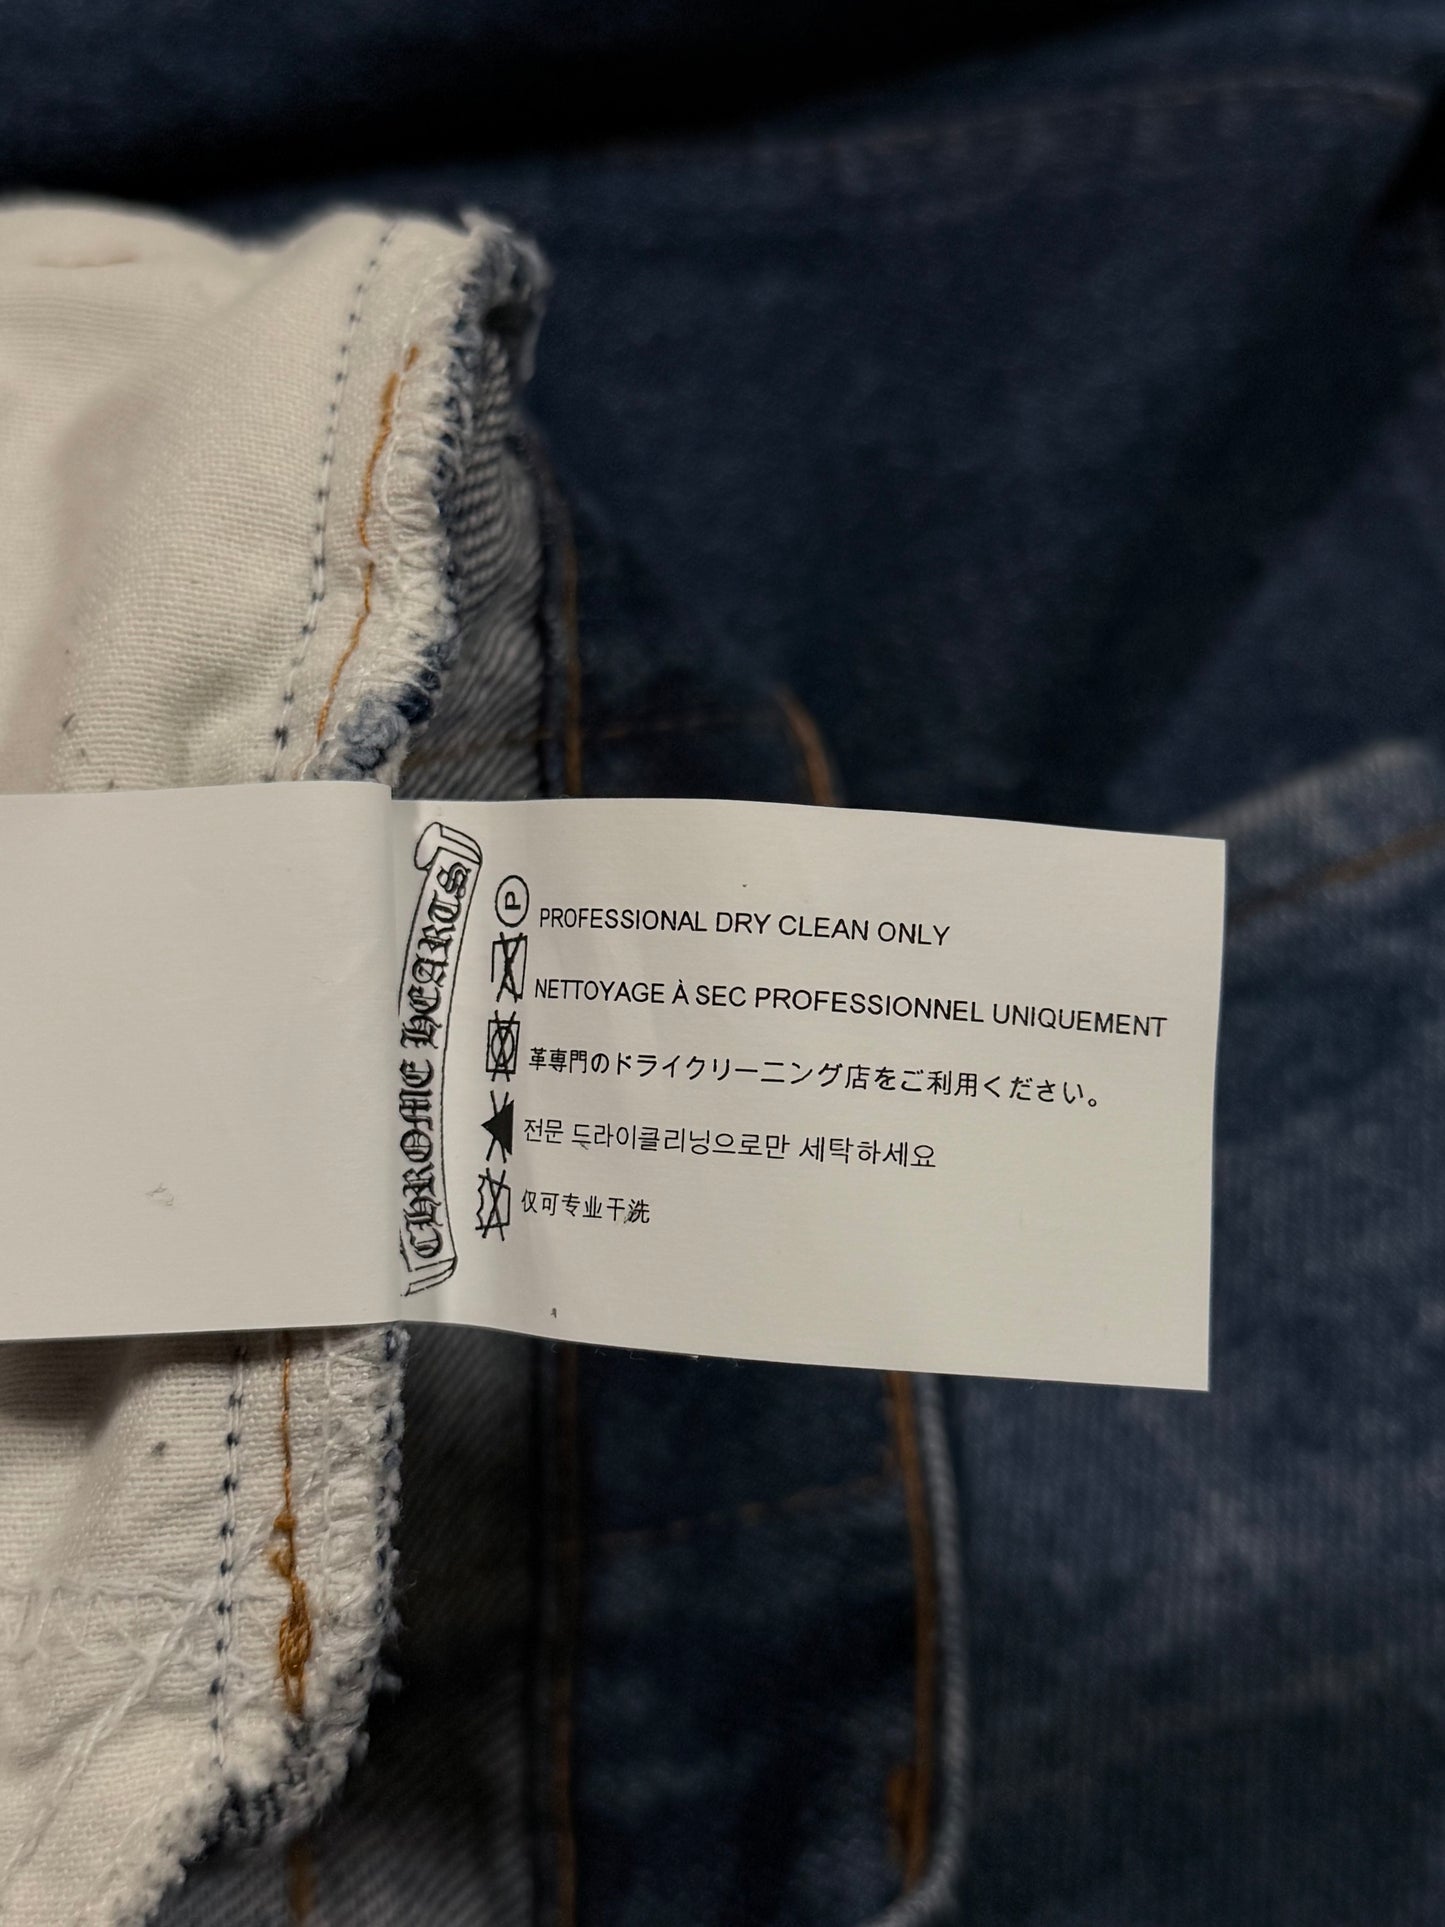 CHROME HEARTS
P
PROFESSIONAL DRY CLEAN ONLY
NETTOYAGE À SEC PROFESSIONNEL UNIQUEMENT
革専門のドライクリーニング店をご利用ください。
전문 드라이클리닝으로만 세탁하세요
仅可专业干洗